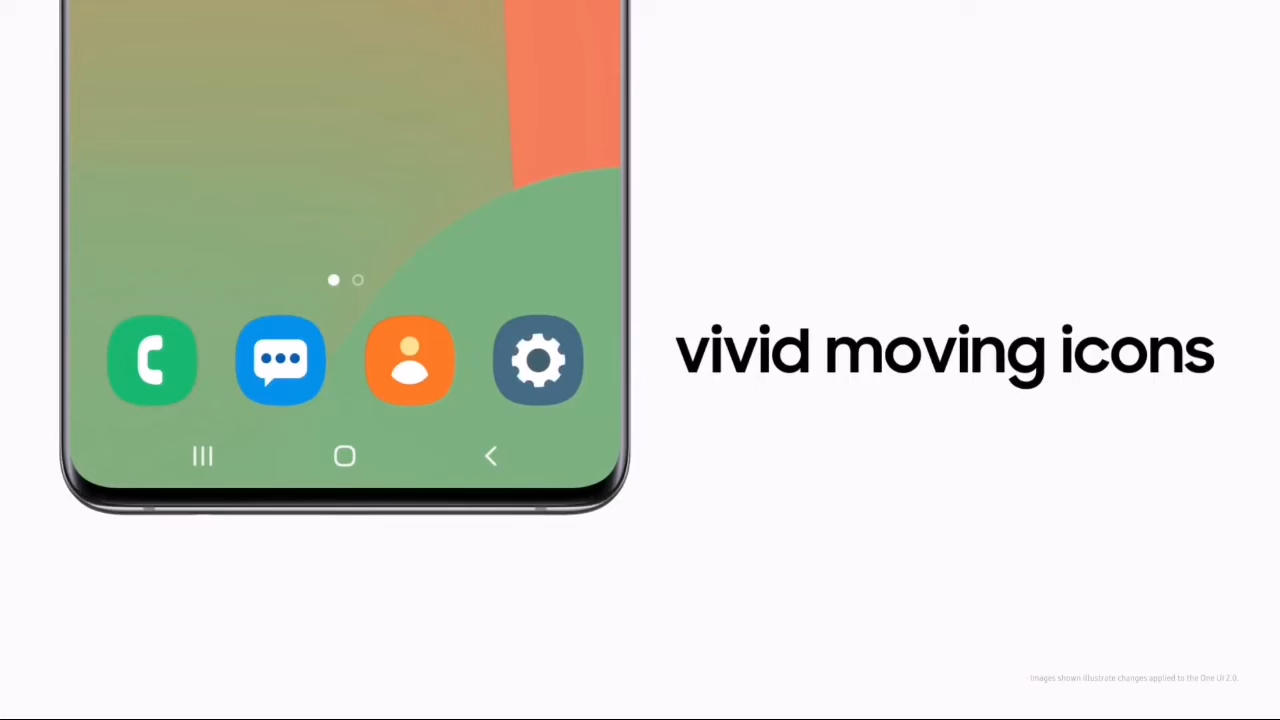 vivid moving icons
Images shown illustrate changes applied to the One UI 2.0.